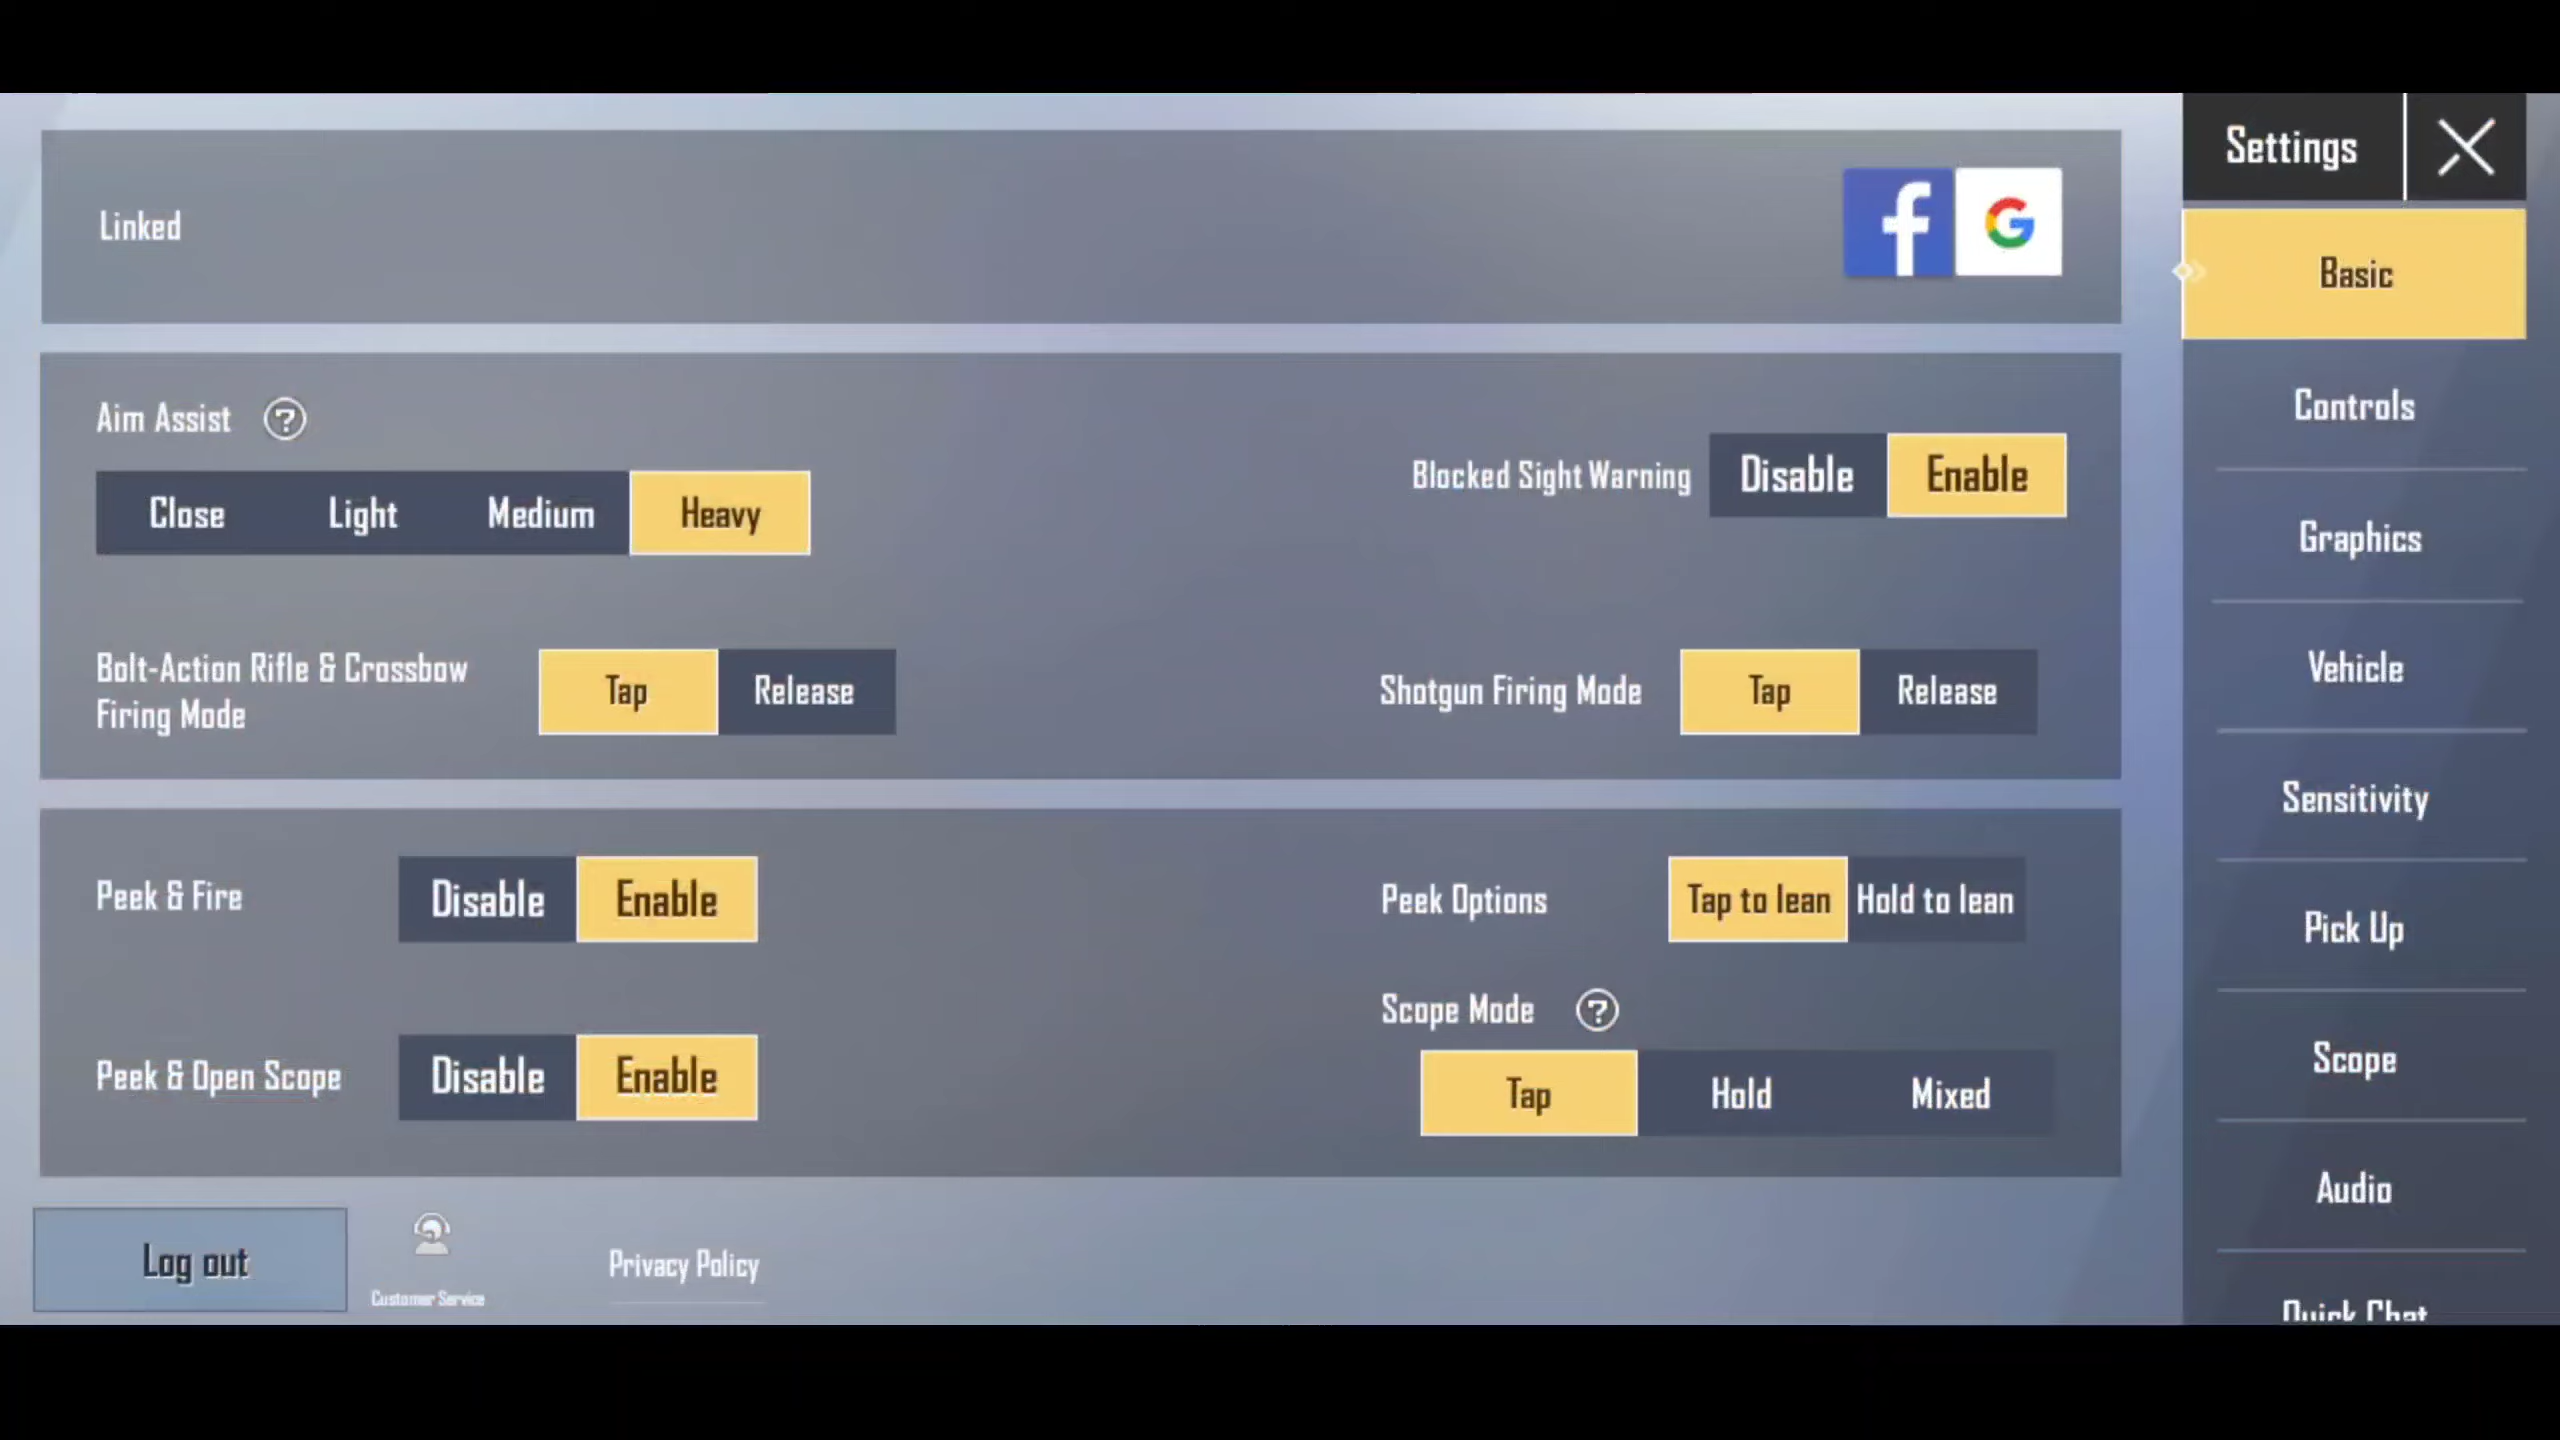 Settings
Linked
Basic
Controls
Graphics
Vehicle
Sensitivity
Pick Up
Scope
Audio
Quick Chat
Aim Assist ?
Close Light Medium Heavy
Blocked Sight Warning Disable Enable
Bolt-Action Rifle & Crossbow
Firing Mode
Tap Release
Shotgun Firing Mode Tap Release
Peek & Fire Disable Enable
Peek Options Tap to lean Hold to lean
Peek & Open Scope Disable Enable
Scope Mode ?
Tap Hold Mixed
Log out
Customer Service
Privacy Policy